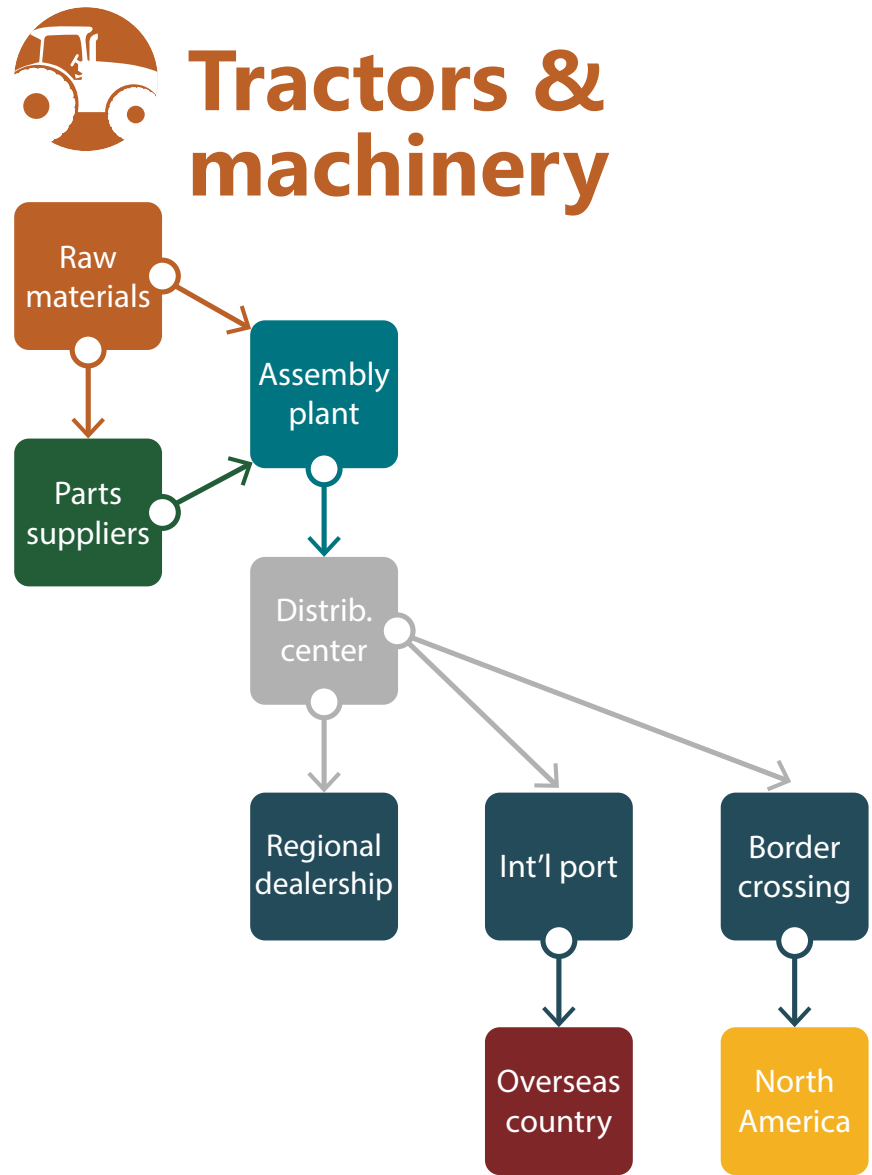 Tractors &
machinery
Raw
materials
Assembly
plant
Parts
suppliers
Distrib.
center
Regional
dealership
Int'l port
Border
crossing
Overseas
country
North
America